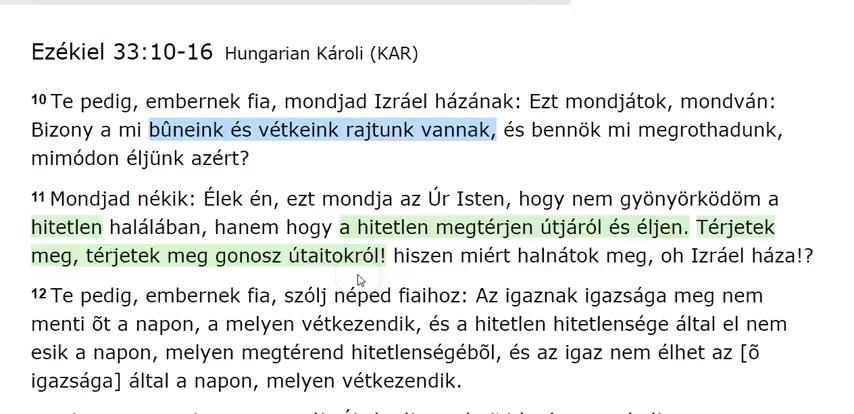 Ezékiel 33:10-16 Hungarian Károli (KAR)
10 Te pedig, embernek fia, mondjad Izráel házának: Ezt mondjátok, mondván:
Bizony a mi bûneink és vétkeink rajtunk vannak, és bennök mi megrothadunk,
mimódon éljünk azért?
11 Mondjad nékik: Élek én, ezt mondja az Úr Isten, hogy nem gyönyörködöm a
hitetlen halálában, hanem hogy a hitetlen megtérjen útjáról és éljen. Térjetek
meg, térjetek meg gonosz útaitokról! hiszen miért halnátok meg, oh Izráel háza!?
12 Te pedig, embernek fia, szólj néped fiaihoz: Az igaznak igazsága meg nem
menti õt a napon, a melyen vétkezendik, és a hitetlen hitetlensége által el nem
esik a napon, melyen megtérend hitetlenségébõl, és az igaz nem élhet az [õ
igazsága] által a napon, melyen vétkezendik.